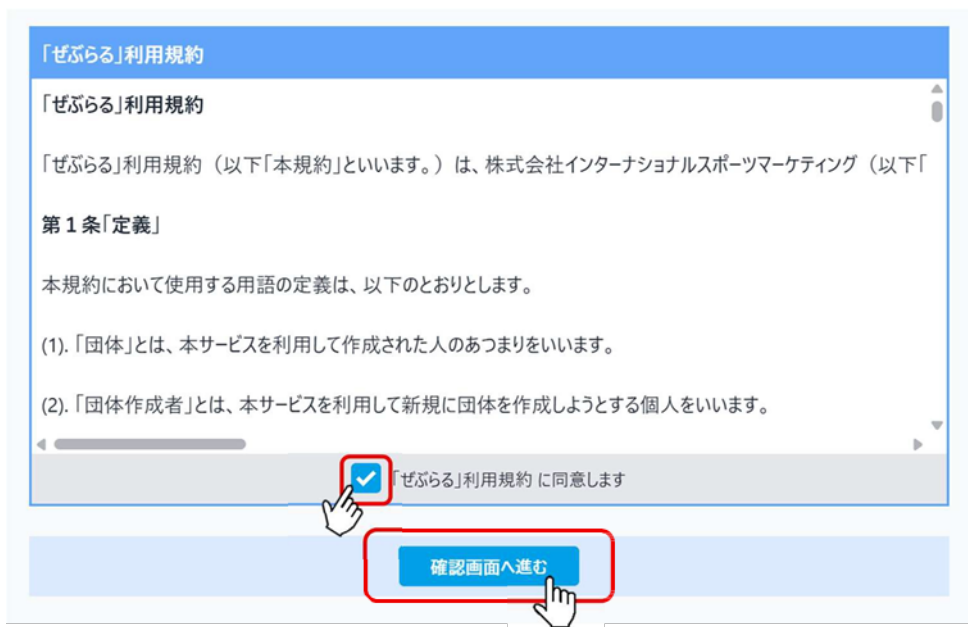 「ぜぶらる」利用規約
「ぜぶらる」利用規約
「ぜぶらる」利用規約（以下「本規約」といいます。）は、株式会社インターナショナルスポーツマーケティング（以下「
第1条「定義」
本規約において使用する用語の定義は、以下のとおりとします。
(1).「団体」とは、本サービスを利用して作成された人のあつまりをいいます。
(2).「団体作成者」とは、本サービスを利用して新規に団体を作成しようとする個人をいいます。
「ぜぶらる」利用規約 に同意します
確認画面へ進む